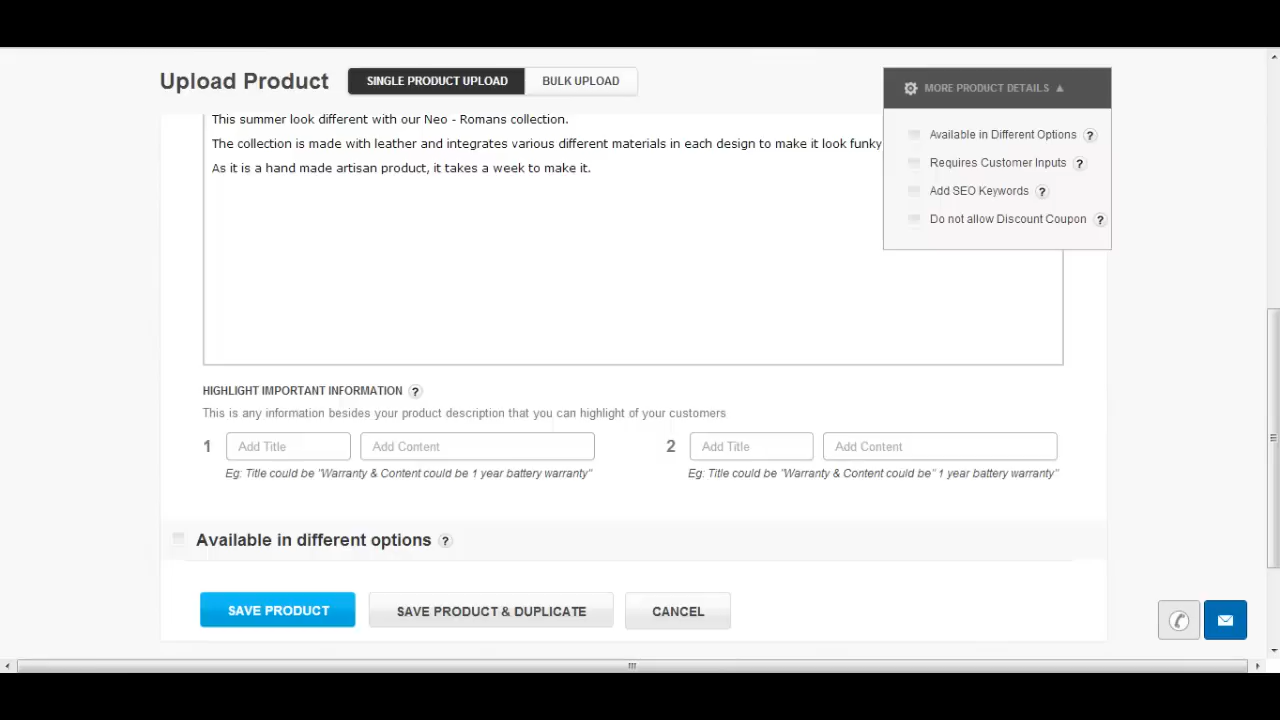 Upload Product
SINGLE PRODUCT UPLOAD
BULK UPLOAD
MORE PRODUCT DETAILS ▲
Available in Different Options ?
Requires Customer Inputs ?
Add SEO Keywords ?
Do not allow Discount Coupon ?
This summer look different with our Neo - Romans collection.
The collection is made with leather and integrates various different materials in each design to make it look funky
As it is a hand made artisan product, it takes a week to make it.
HIGHLIGHT IMPORTANT INFORMATION ?
This is any information besides your product description that you can highlight of your customers
1 Add Title Add Content 2 Add Title Add Content
Eg: Title could be "Warranty & Content could be 1 year battery warranty" Eg: Title could be "Warranty & Content could be" 1 year battery warranty"
Available in different options ?
SAVE PRODUCT SAVE PRODUCT & DUPLICATE CANCEL